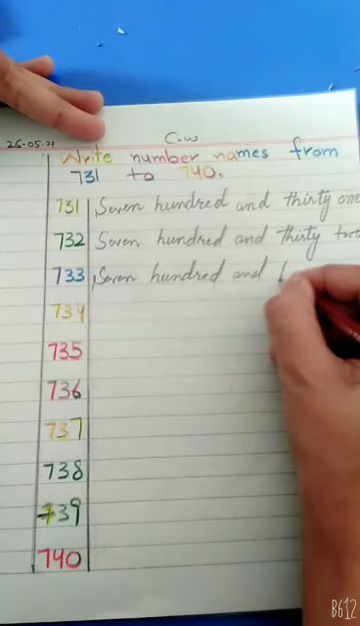 26-05-21
C.W
Write number names from
731 to 740.
731 Seven hundred and thirty one
732 Seven hundred and thirty two
733 Seven hundred and t
734
735
736
737
738
739
740
B612